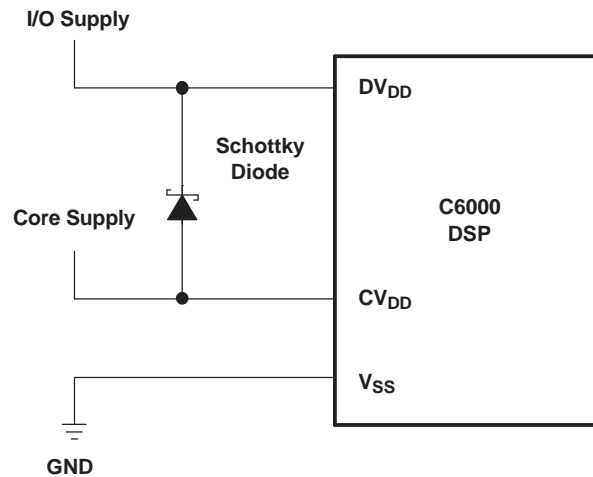 I/O Supply
DVDD
Schottky
Diode
Core Supply
C6000
DSP
CVDD
VSS
GND